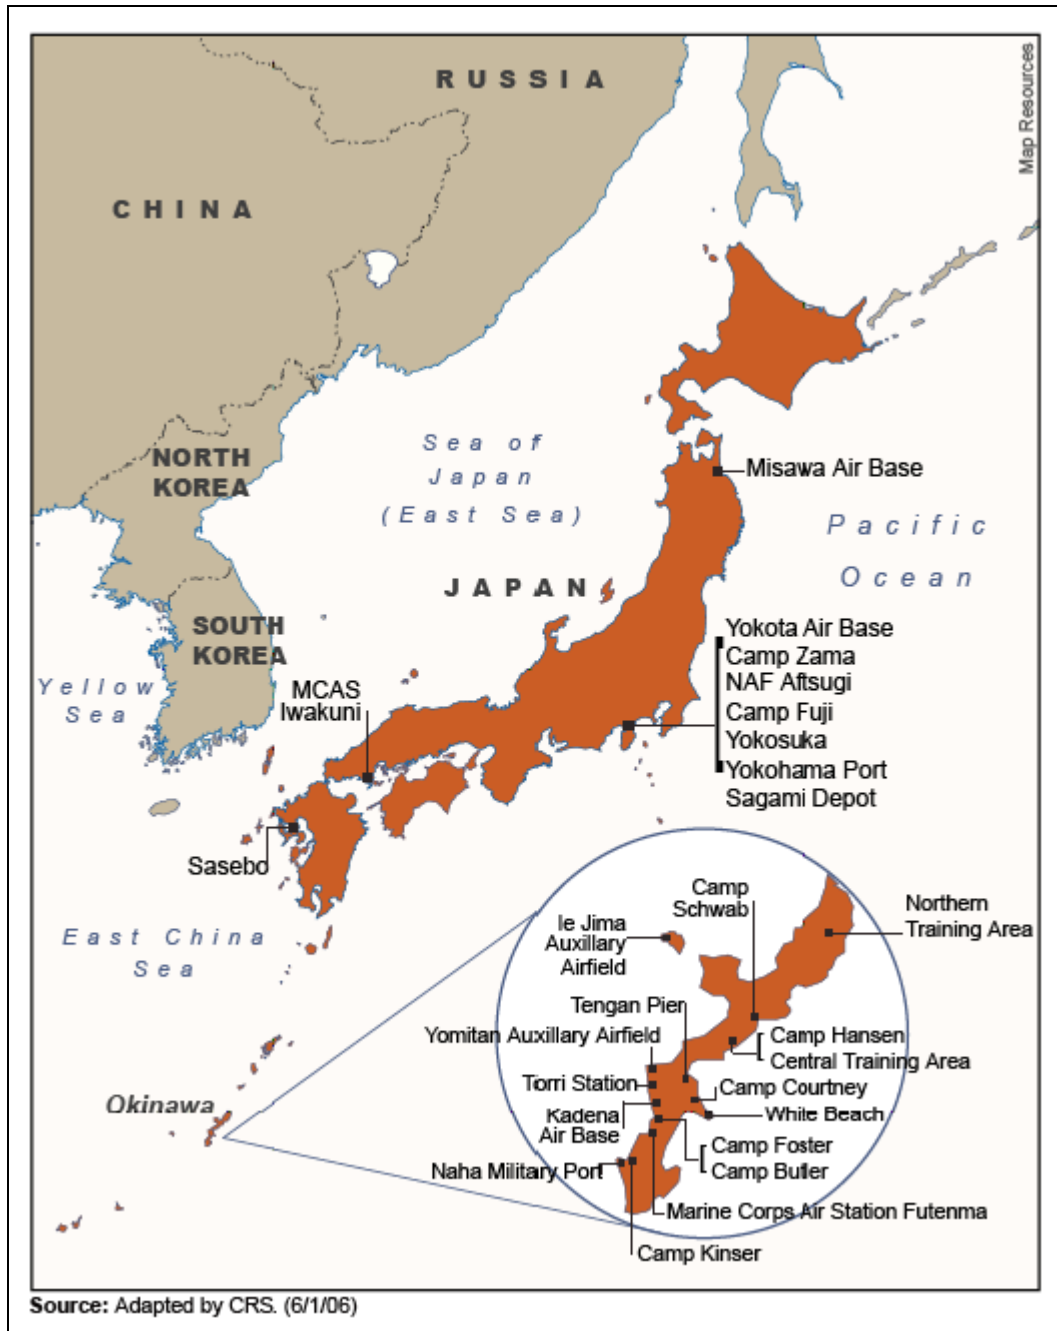 Map Resources
RUSSIA
CHINA
NORTH
KOREA
Sea of
Japan
(East Sea)
Misawa Air Base
Pacific
Ocean
JAPAN
SOUTH
KOREA
Yellow
Sea
MCAS
Iwakuni
Yokota Air Base
Camp Zama
NAF Aftsugi
Camp Fuji
Yokosuka
Yokohama Port
Sagami Depot
Sasebo
East China
Sea
Okinawa
Camp
Schwab
Northern
Training Area
Ie Jima
Auxillary
Airfield
Tengan Pier
Yomitan Auxillary Airfield
Camp Hansen
Central Training Area
Torri Station
Camp Courtney
Kadena
Air Base
White Beach
Camp Foster
Camp Butler
Naha Military Port
Marine Corps Air Station Futenma
Camp Kinser
Source: Adapted by CRS. (6/1/06)